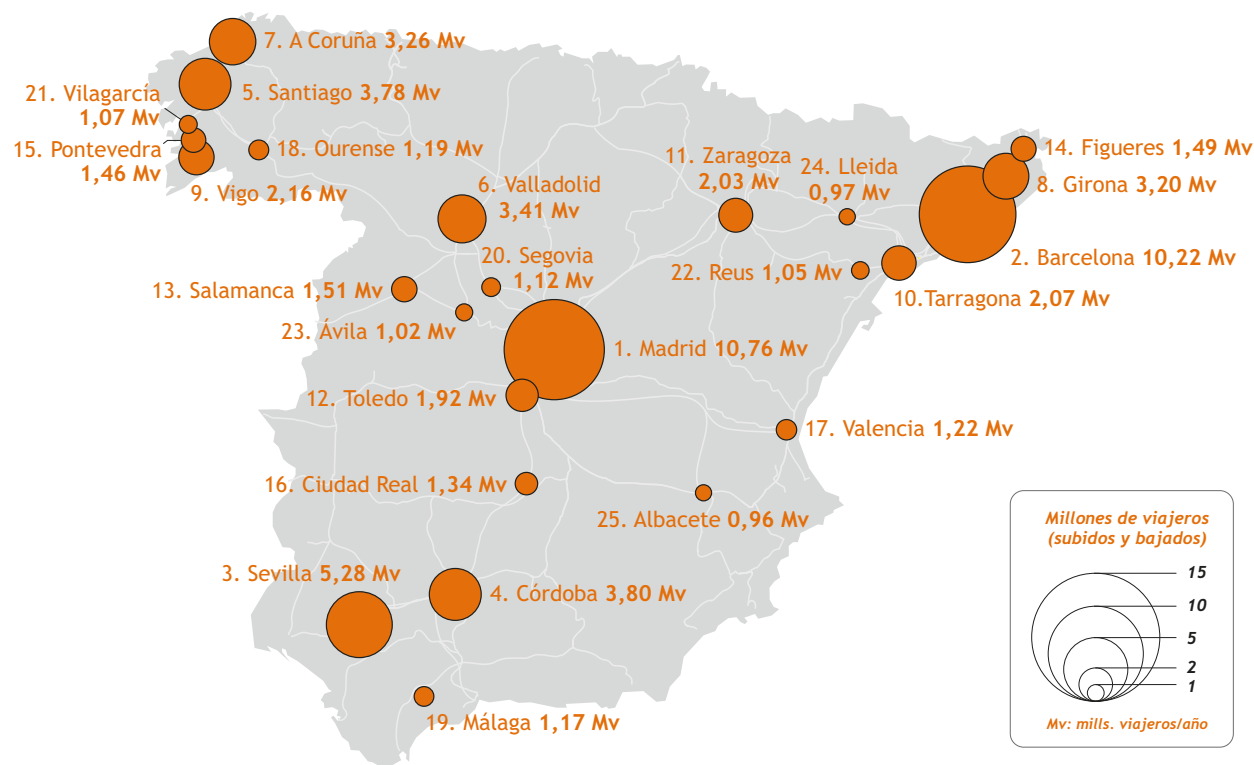 7. A Coruña 3,26 Mv
5. Santiago 3,78 Mv
21. Vilagarcía
1,07 Mv
15. Pontevedra
1,46 Mv
18. Ourense 1,19 Mv
9. Vigo 2,16 Mv
6. Valladolid
3,41 Mv
11. Zaragoza
2,03 Mv
24. Lleida
0,97 Mv
14. Figueres 1,49 Mv
8. Girona 3,20 Mv
2. Barcelona 10,22 Mv
20. Segovia
1,12 Mv
22. Reus 1,05 Mv
10.Tarragona 2,07 Mv
13. Salamanca 1,51 Mv
23. Ávila 1,02 Mv
1. Madrid 10,76 Mv
12. Toledo 1,92 Mv
17. Valencia 1,22 Mv
16. Ciudad Real 1,34 Mv
25. Albacete 0,96 Mv
3. Sevilla 5,28 Mv
4. Córdoba 3,80 Mv
19. Málaga 1,17 Mv
Millones de viajeros
(subidos y bajados)
15
10
5
2
1
Mv: mills. viajeros/año